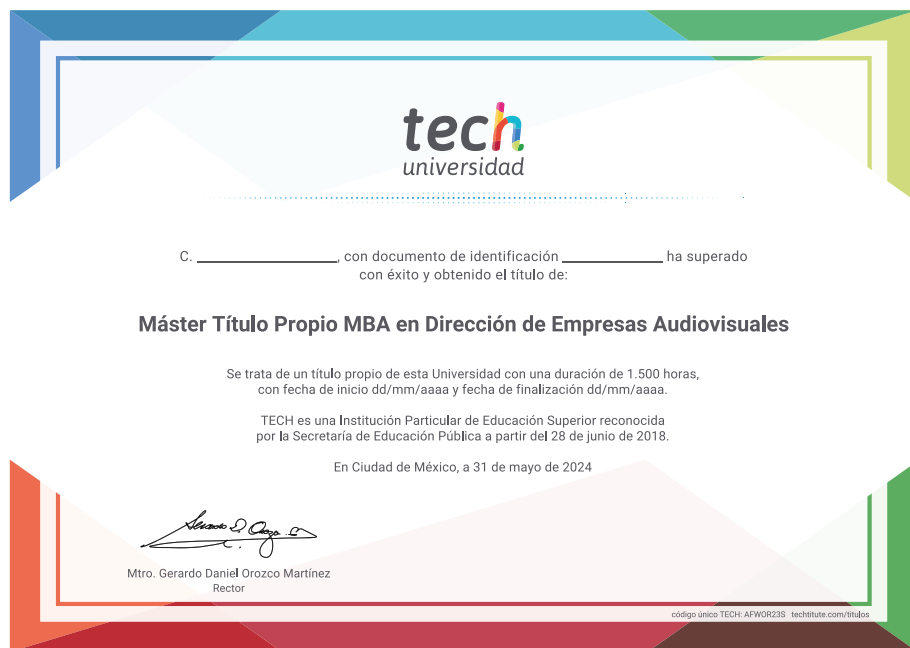 tech
universidad
C. ____________________, con documento de identificación ______________ ha superado
con éxito y obtenido el título de:
Máster Título Propio MBA en Dirección de Empresas Audiovisuales
Se trata de un título propio de esta Universidad con una duración de 1.500 horas,
con fecha de inicio dd/mm/aaaa y fecha de finalización dd/mm/aaaa.
TECH es una Institución Particular de Educación Superior reconocida
por la Secretaría de Educación Pública a partir del 28 de junio de 2018.
En Ciudad de México, a 31 de mayo de 2024
Mtro. Gerardo Daniel Orozco Martínez
Rector
código único TECH: AFWOR23S techtitute.com/titulos